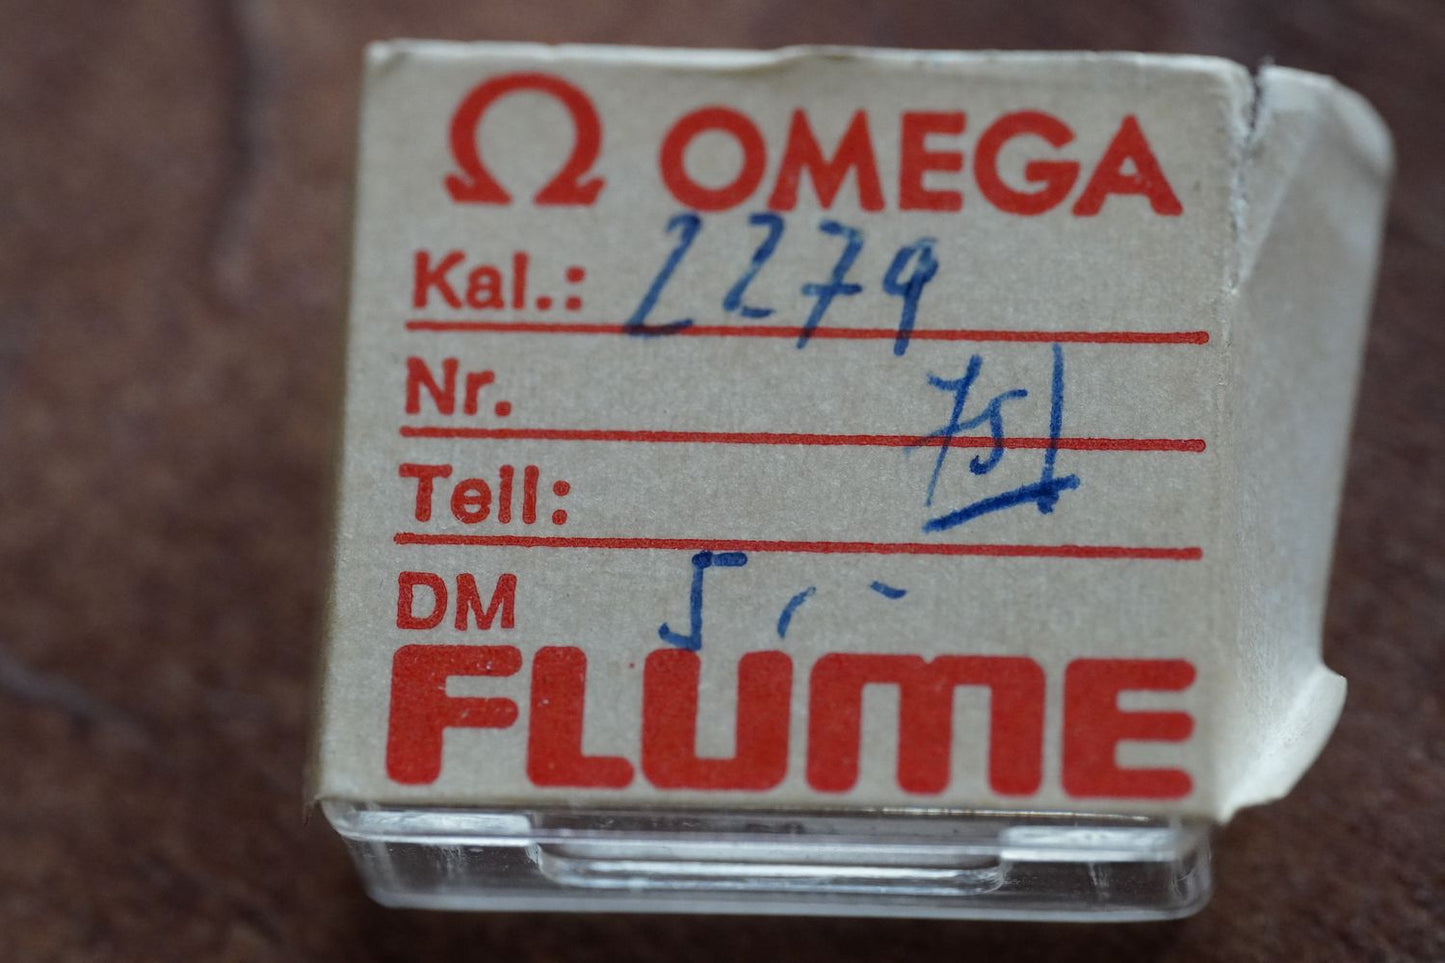 Ω OMEGA
Kal.: 2279
Nr. 751
Teil:
DM 5,-
FLUME